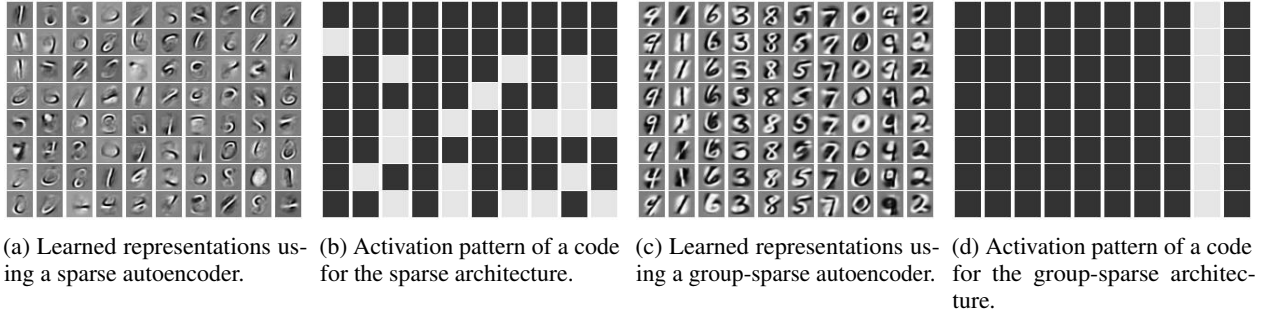 (a) Learned representations us-
ing a sparse autoencoder.
(b) Activation pattern of a code
for the sparse architecture.
(c) Learned representations us-
ing a group-sparse autoencoder.
(d) Activation pattern of a code
for the group-sparse architec-
ture.